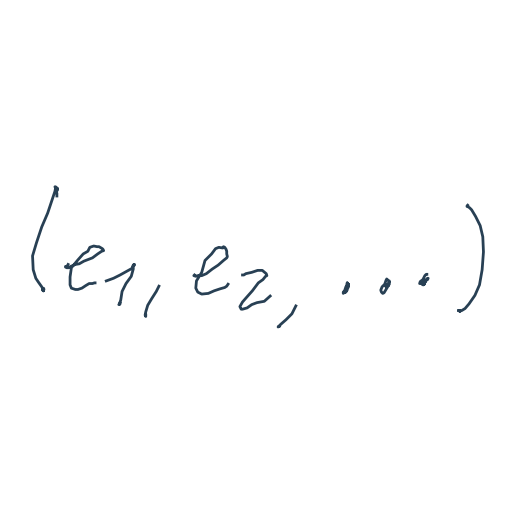 (e₁, e₂, ...)